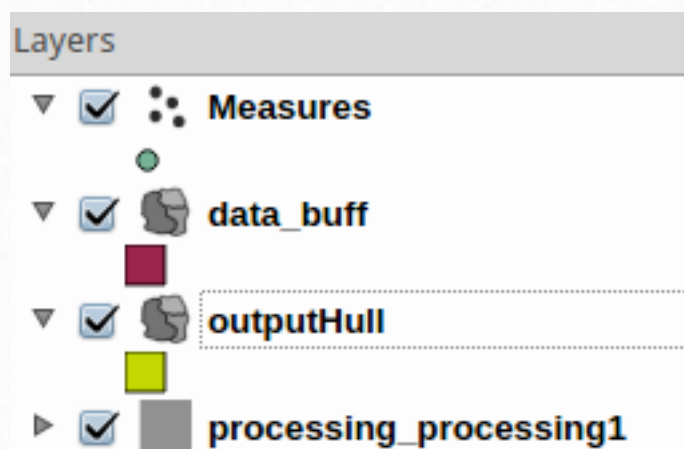 Layers
Measures
data_buff
outputHull
processing_processing1